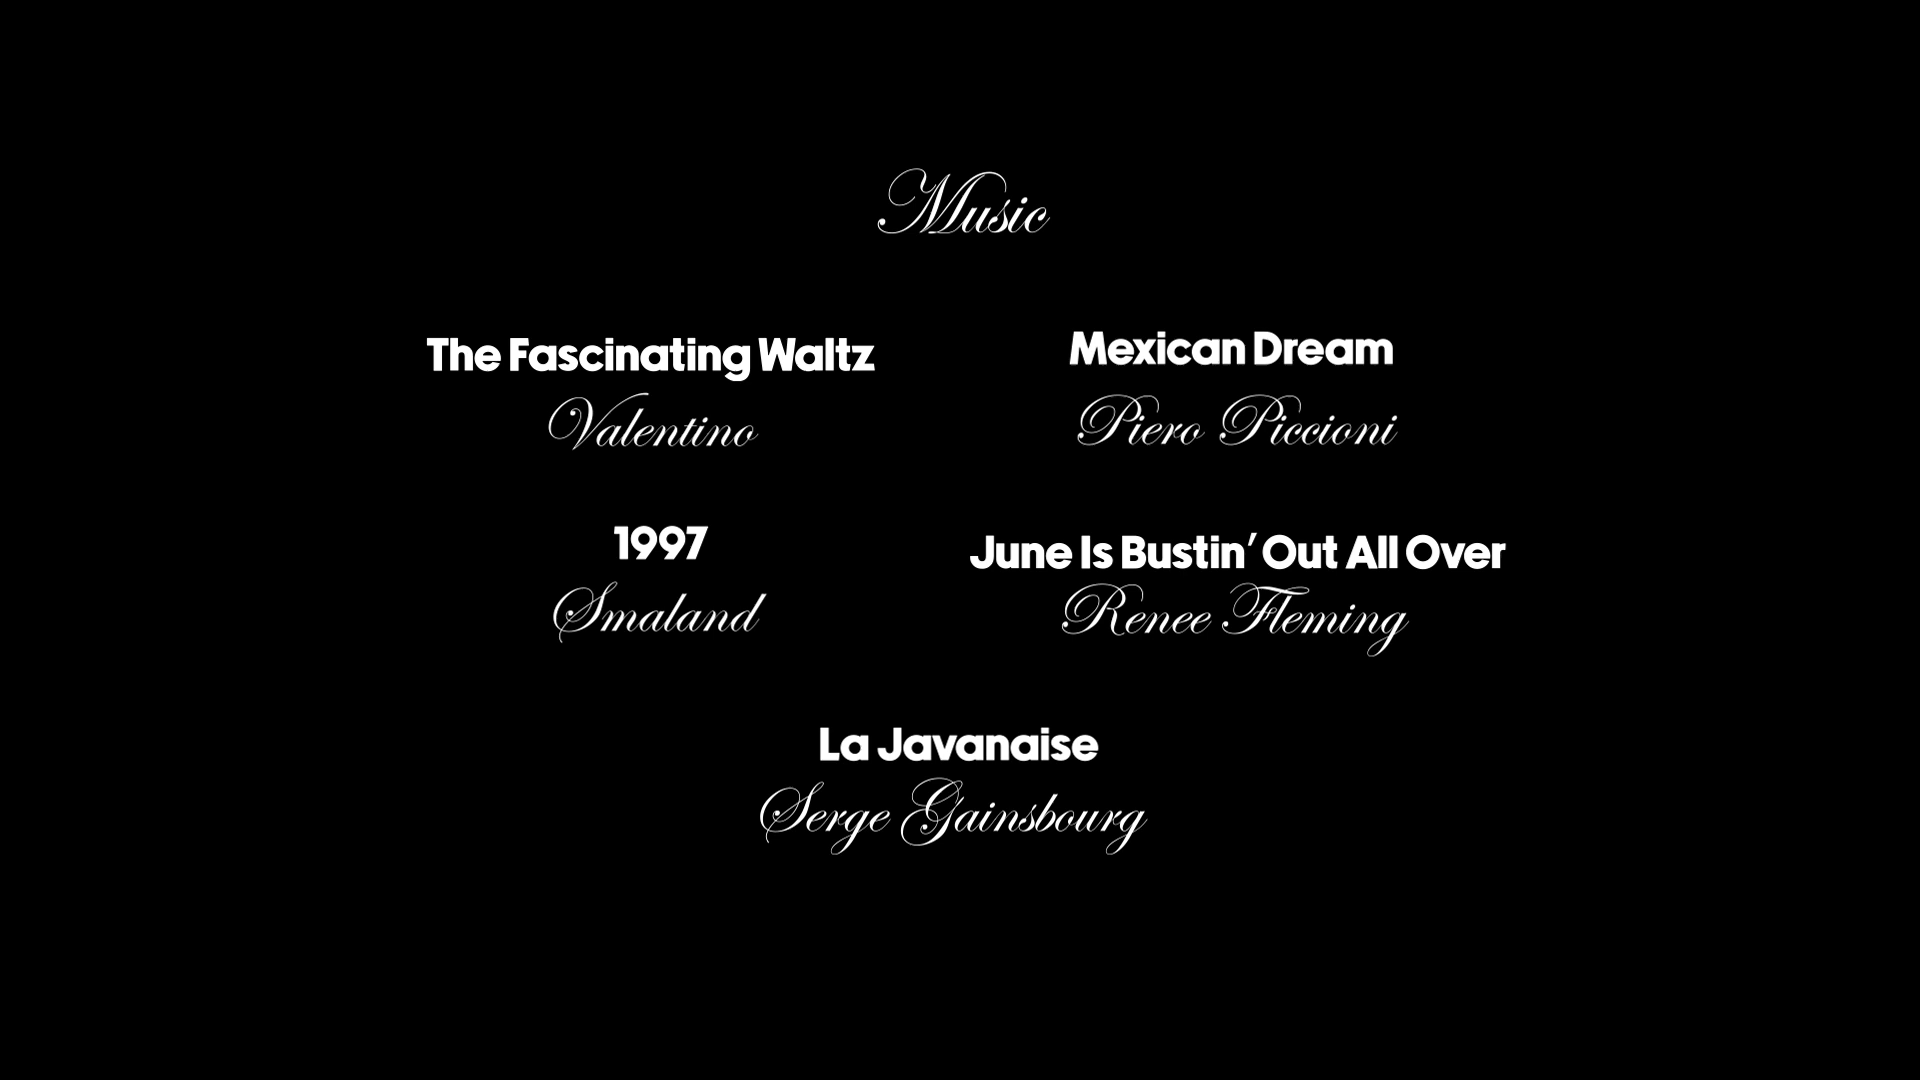 Music
The Fascinating Waltz
Valentino
Mexican Dream
Piero Piccioni
1997
Smaland
June Is Bustin' Out All Over
Renee Fleming
La Javanaise
Serge Gainsbourg